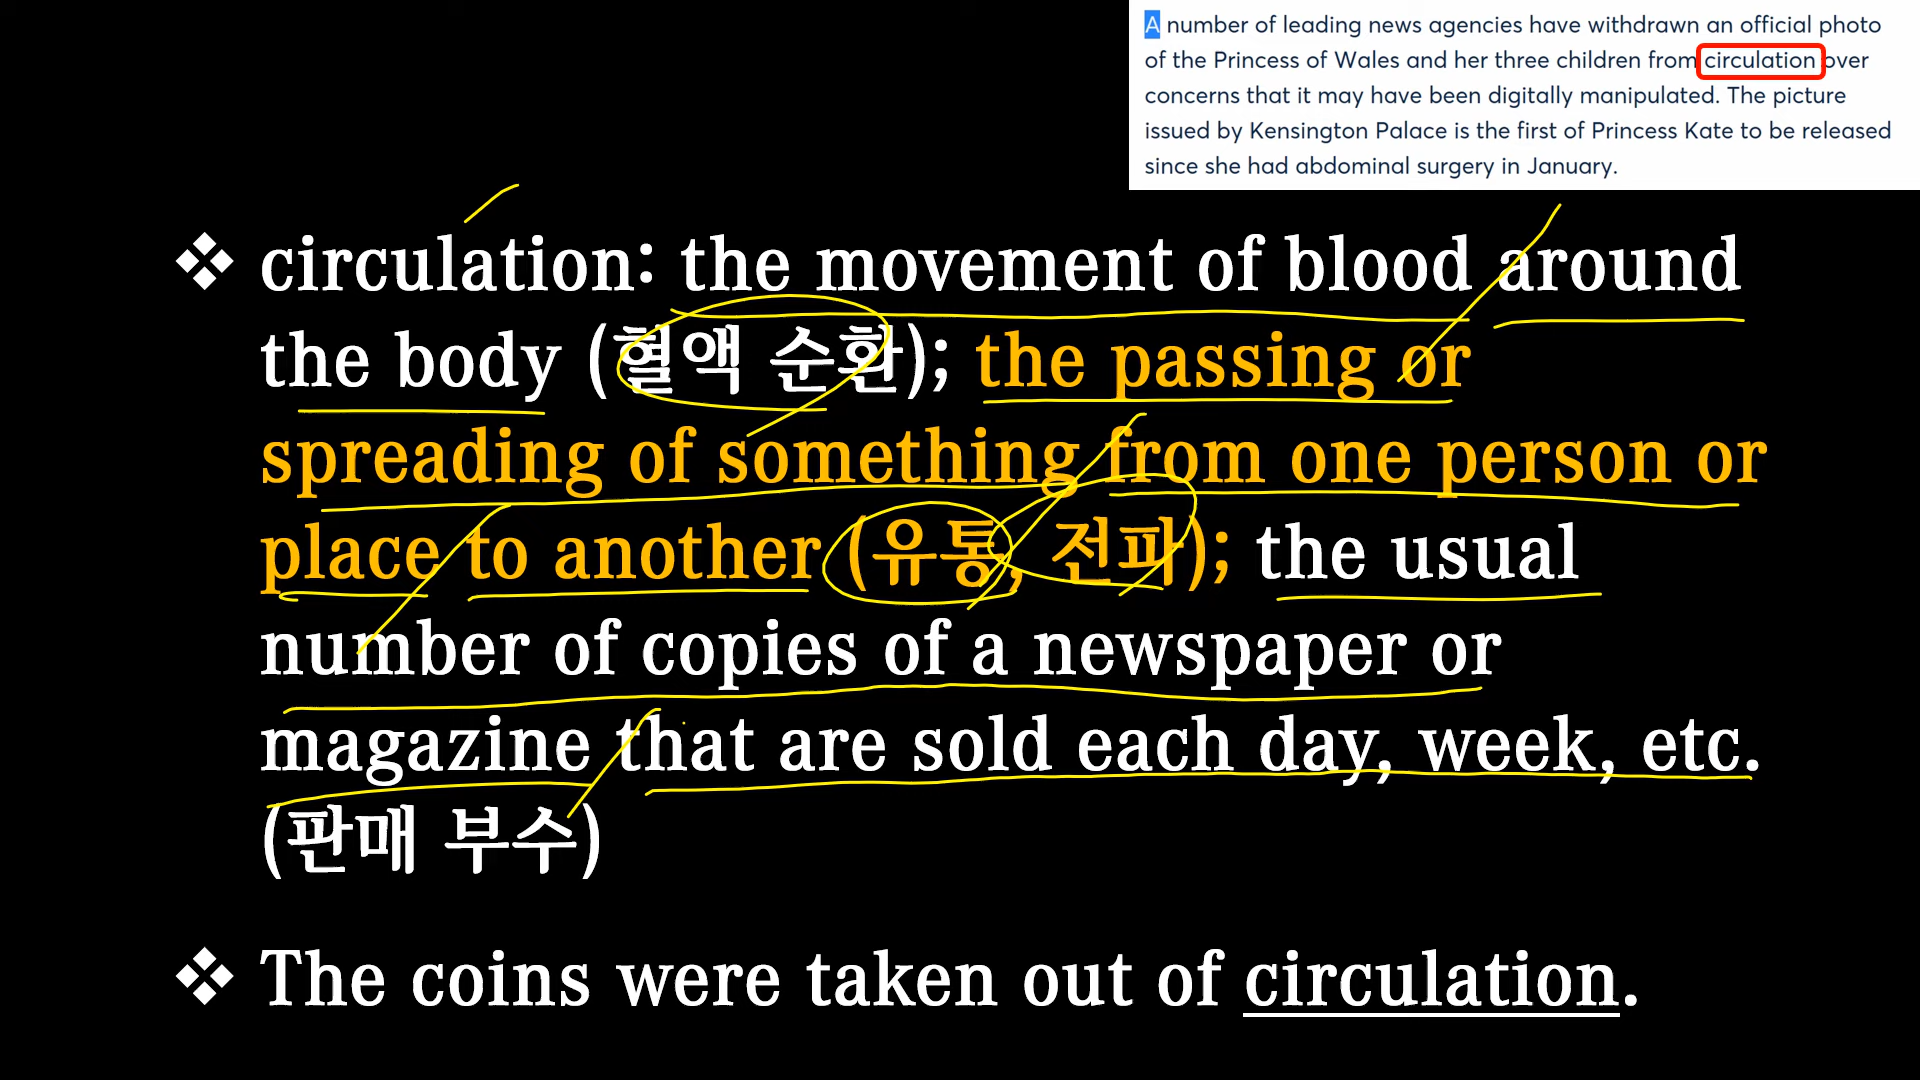 A number of leading news agencies have withdrawn an official photo
of the Princess of Wales and her three children from circulation over
concerns that it may have been digitally manipulated. The picture
issued by Kensington Palace is the first of Princess Kate to be released
since she had abdominal surgery in January.
❖ circulation: the movement of blood around
the body (혈액 순환); the passing or
spreading of something from one person or
place to another (유통, 전파); the usual
number of copies of a newspaper or
magazine that are sold each day, week, etc.
(판매 부수)
❖ The coins were taken out of circulation.